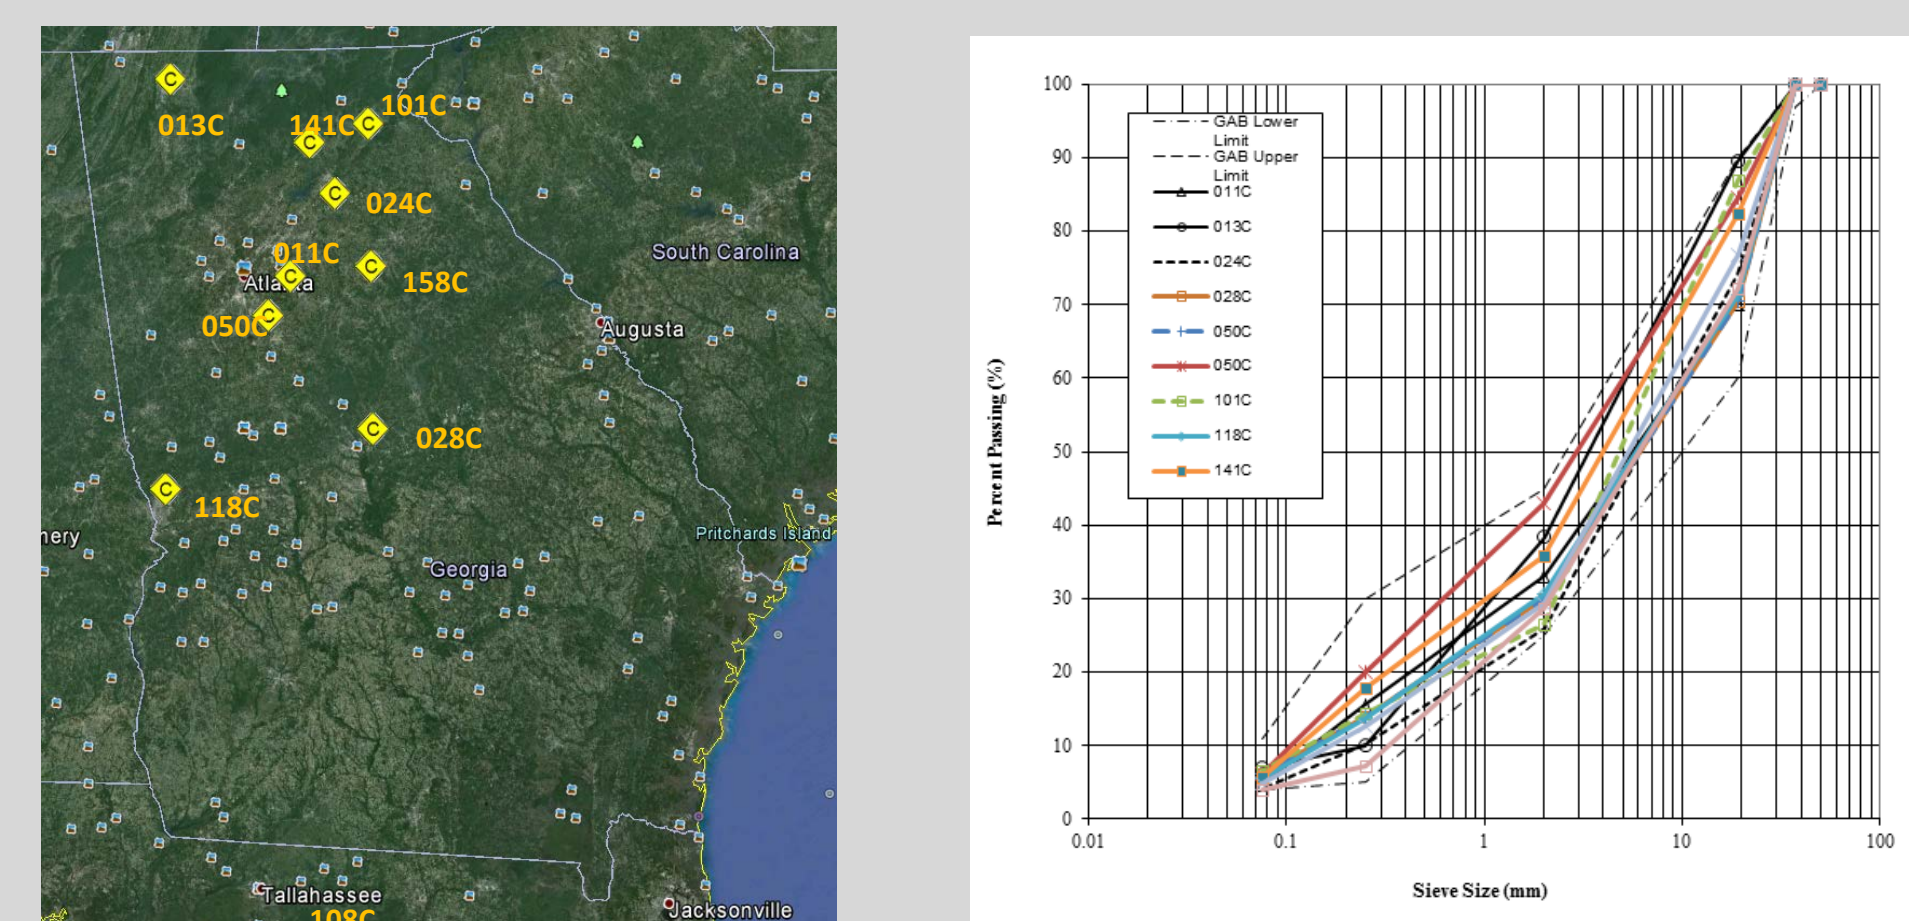 101C
013C
141C
024C
011C
South Carolina
158C
Atlanta
050C
Augusta
028C
118C
Pritchards Island
nery
Georgia
Tallahassee
108C
Jacksonville
100
90
80
70
60
50
40
30
20
10
0
Percent Passing (%)
GAB Lower
Limit
GAB Upper
Limit
011C
013C
024C
028C
050C
050C
101C
118C
141C
0.01 0.1 1 10 100
Sieve Size (mm)